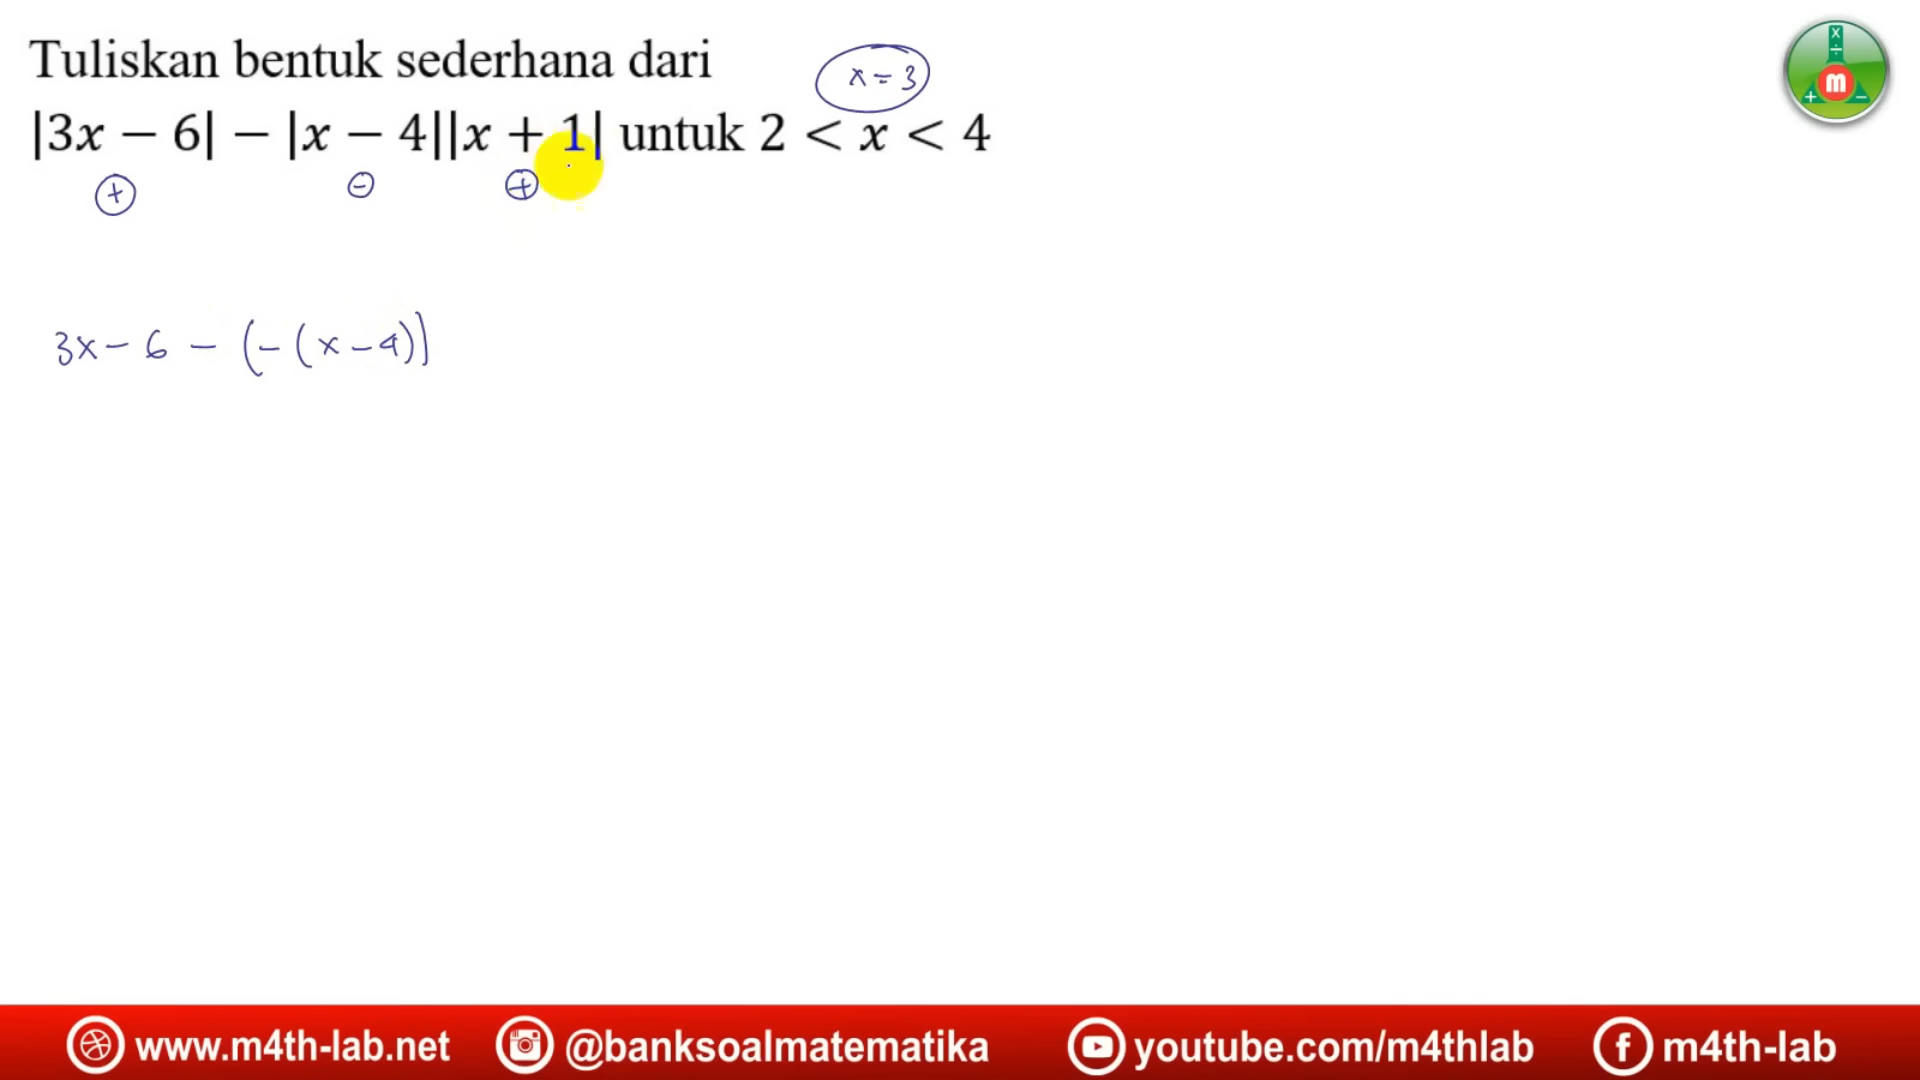 Tuliskan bentuk sederhana dari
x = 3
|3x − 6| − |x − 4||x + 1| untuk 2 < x < 4
+ − +
3x − 6 − (−(x − 4))
x ÷ m + −
www.m4th-lab.net @banksoalmatematika youtube.com/m4thlab m4th-lab